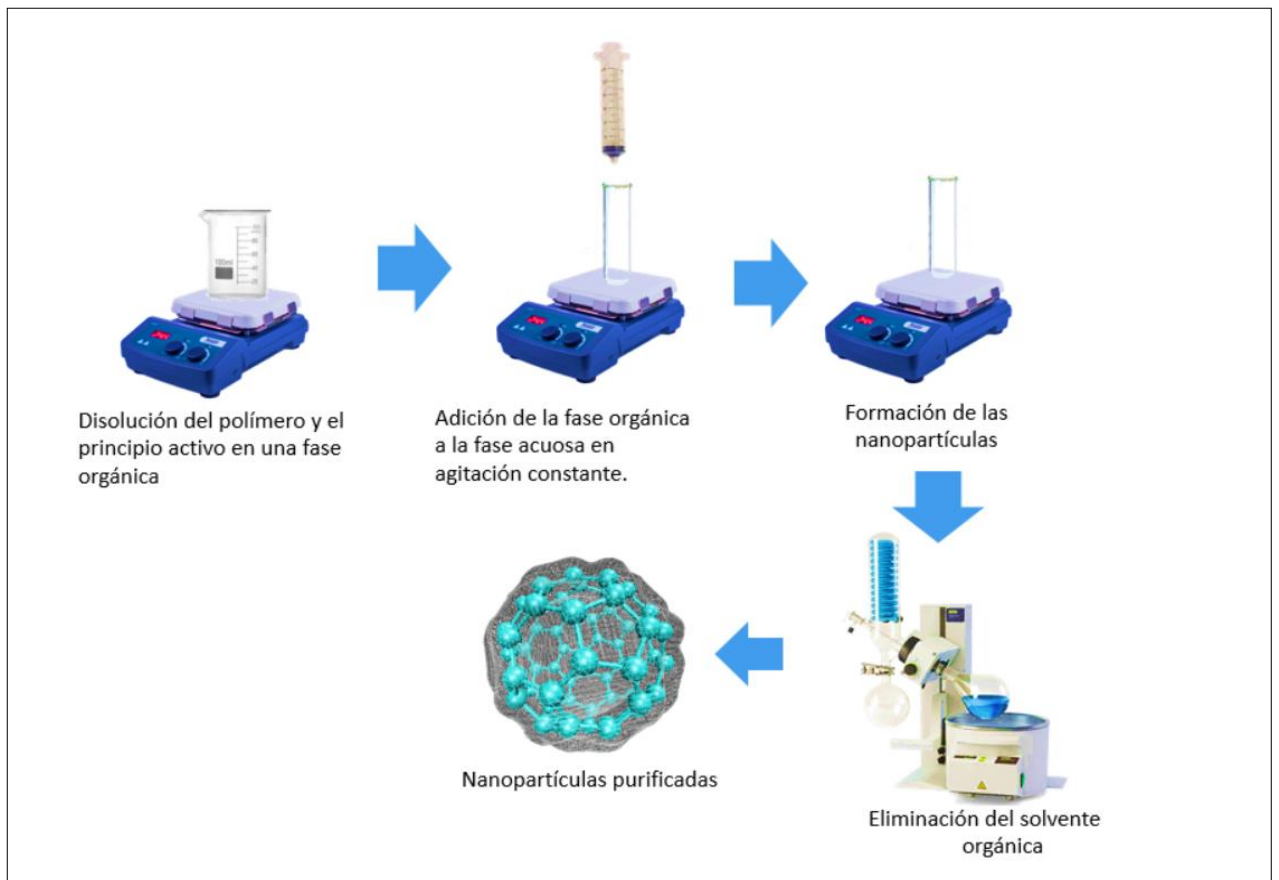 Disolución del polímero y el
principio activo en una fase
orgánica
Adición de la fase orgánica
a la fase acuosa en
agitación constante.
Formación de las
nanopartículas
Nanopartículas purificadas
Eliminación del solvente
orgánica
100ml